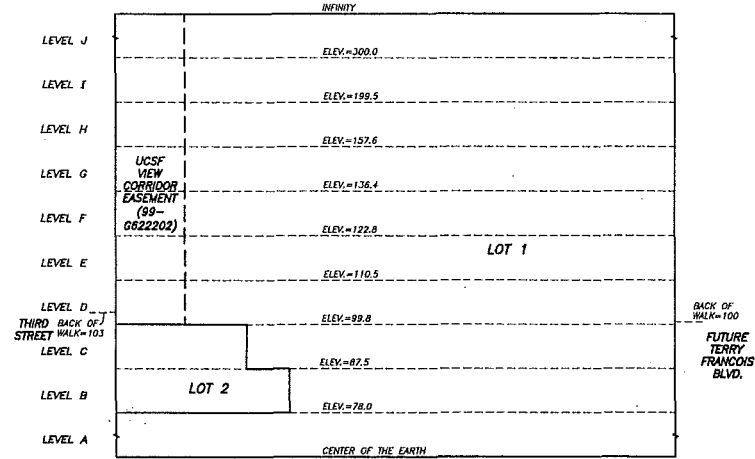 INFINITY
LEVEL J
ELEV.=300.0
LEVEL I
ELEV.=199.5
LEVEL H
ELEV.=157.6
UCSF
VIEW
CORRIDOR
EASEMENT
(99-
G622202)
LEVEL G
ELEV.=136.4
LEVEL F
ELEV.=122.8
LOT 1
LEVEL E
ELEV.=110.5
LEVEL D
ELEV.=99.8
THIRD
STREET
BACK OF
WALK=103
BACK OF
WALK=100
FUTURE
TERRY
FRANCOIS
BLVD.
LEVEL C
ELEV.=87.5
LOT 2
LEVEL B
ELEV.=78.0
LEVEL A
CENTER OF THE EARTH